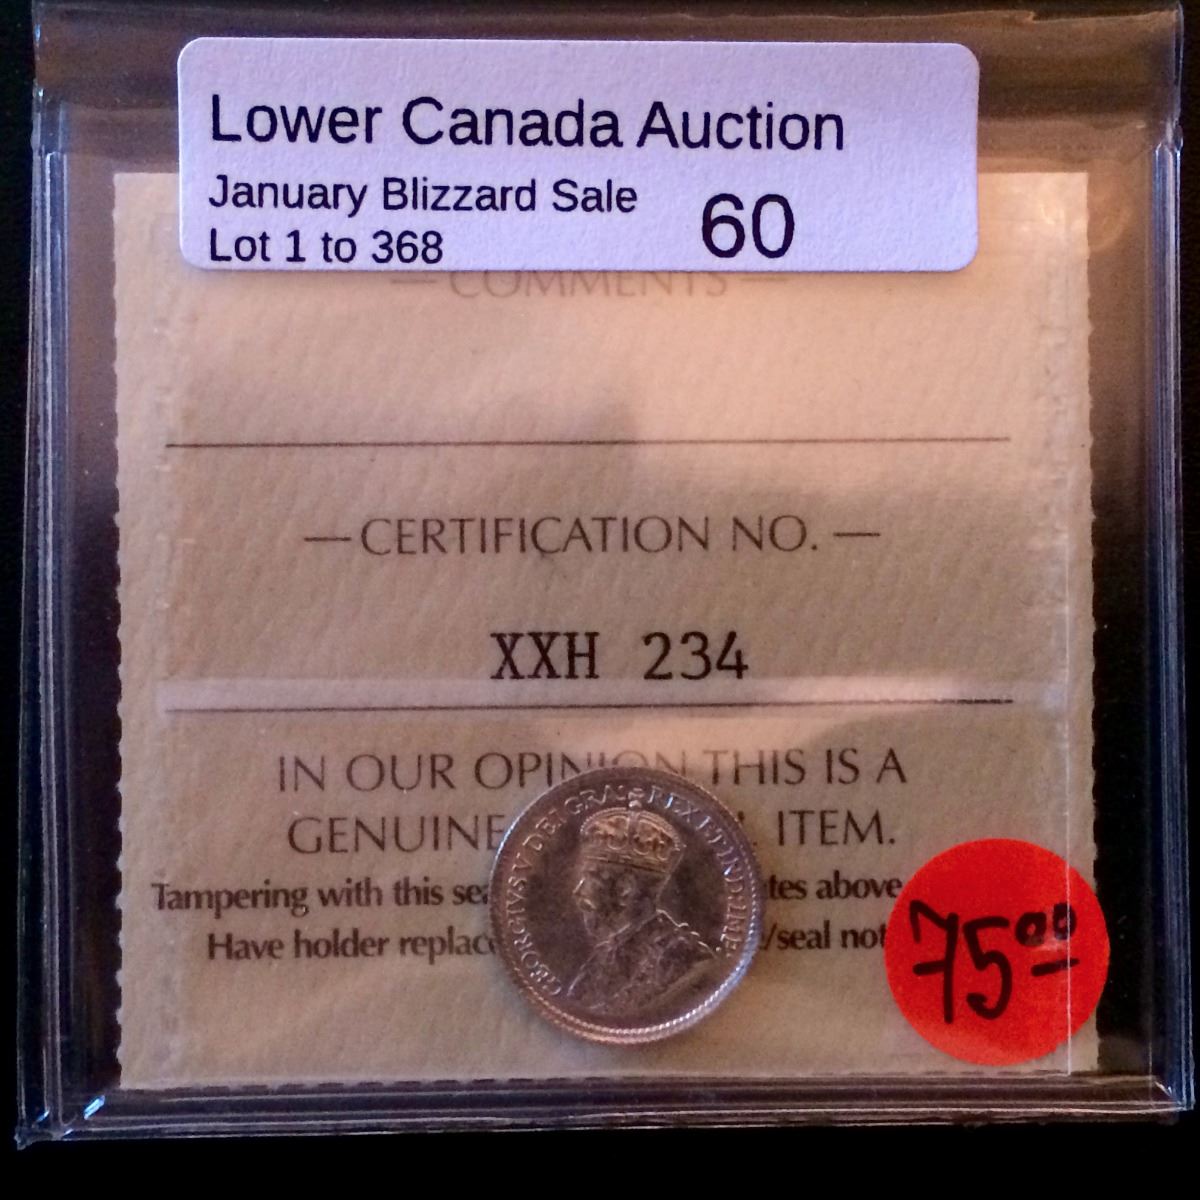 Lower Canada Auction
January Blizzard Sale
Lot 1 to 368
60
— COMMENTS —
— CERTIFICATION NO. —
XXH 234
IN OUR OPINION THIS IS A
GENUINE ITEM.
Tampering with this above
Have holder /seal not
GEORGIVS V DEI GRA: REX ET IND: IMP:
75.00